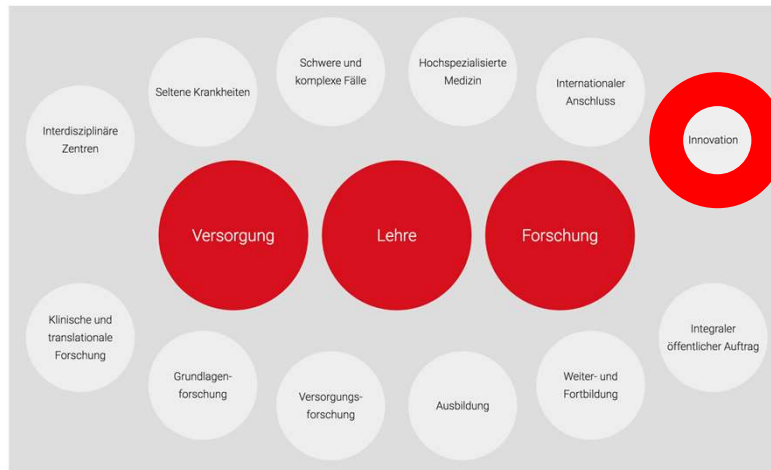 Schwere und
komplexe Fälle
Hochspezialisierte
Medizin
Seltene Krankheiten
Internationaler
Anschluss
Interdisziplinäre
Zentren
Innovation
Versorgung
Lehre
Forschung
Klinische und
translationale
Forschung
Integraler
öffentlicher Auftrag
Grundlagen-
forschung
Weiter- und
Fortbildung
Versorgungs-
forschung
Ausbildung